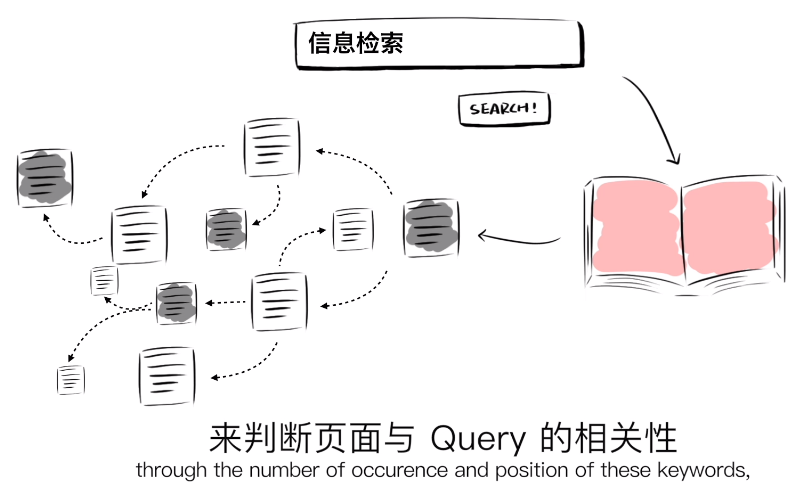 信息检索
SEARCH!
来判断页面与 Query 的相关性
through the number of occurence and position of these keywords,